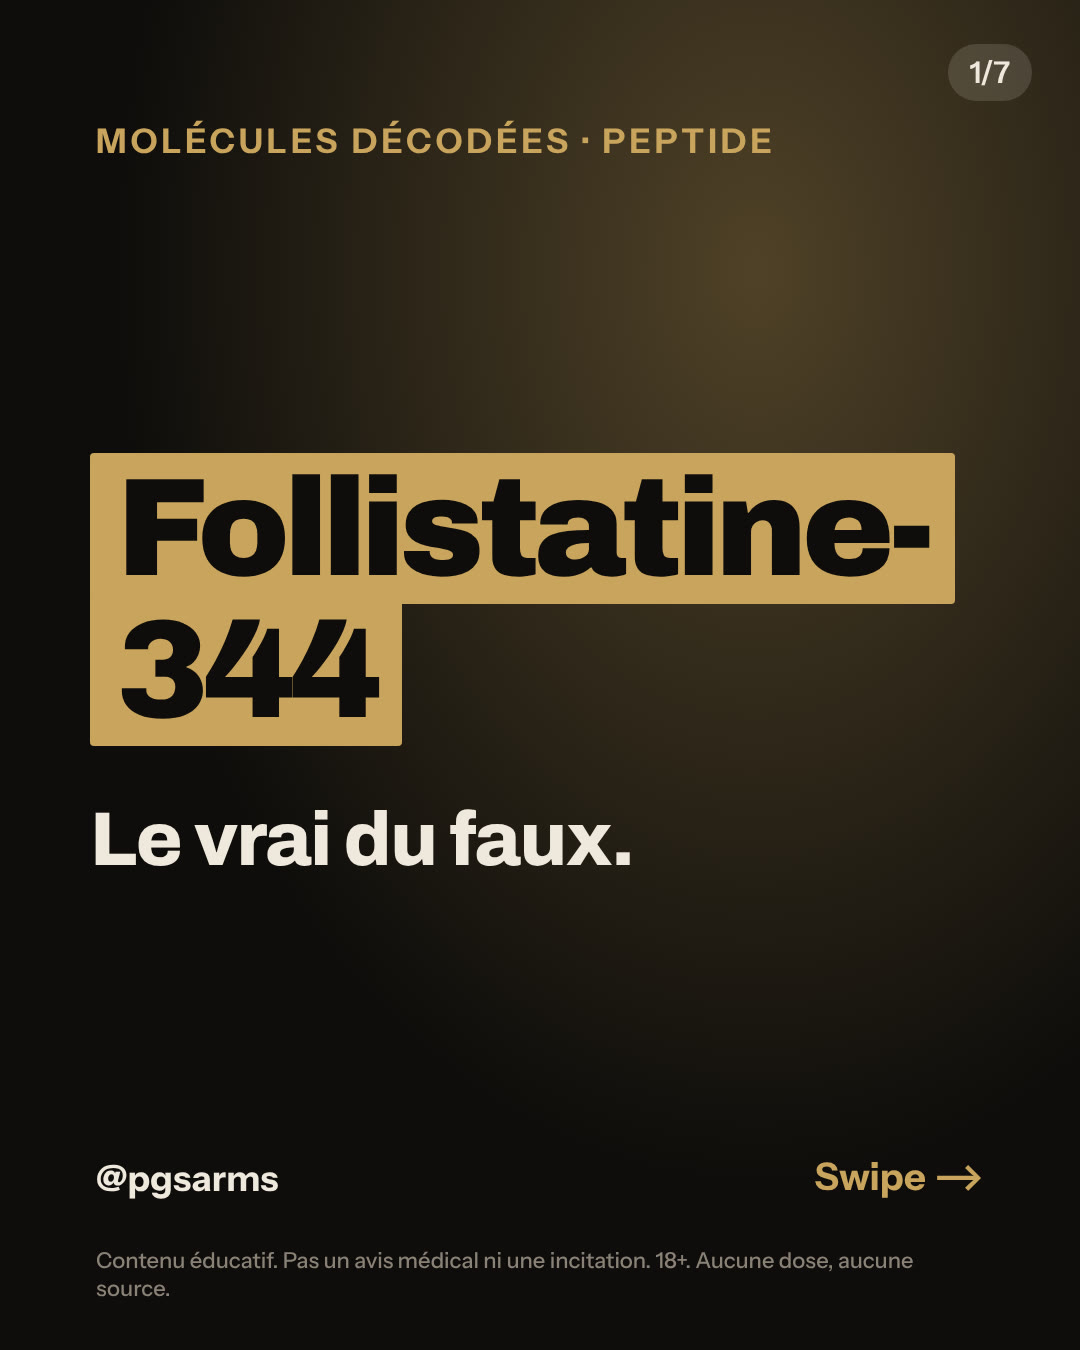 1/7
MOLÉCULES DÉCODÉES · PEPTIDE
Follistatine-
344
Le vrai du faux.
@pgsarms
Swipe →
Contenu éducatif. Pas un avis médical ni une incitation. 18+. Aucune dose, aucune
source.